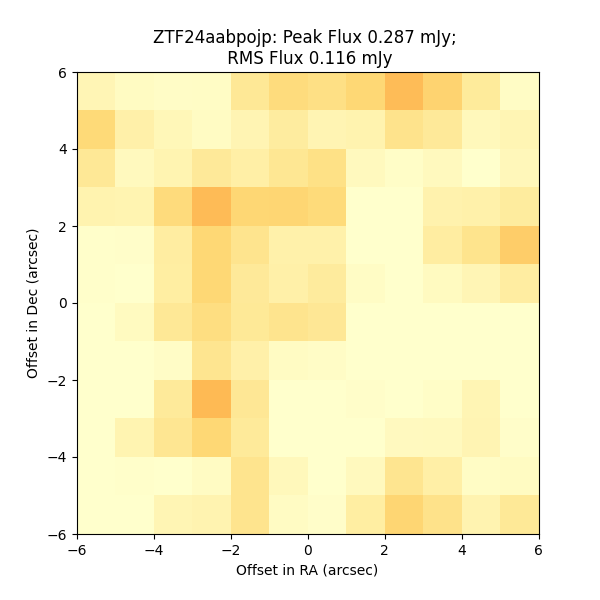 ZTF24aabpojp: Peak Flux 0.287 mJy;
RMS Flux 0.116 mJy
6
4
2
0
−2
−4
−6
Offset in Dec (arcsec)
−6 −4 −2 0 2 4 6
Offset in RA (arcsec)